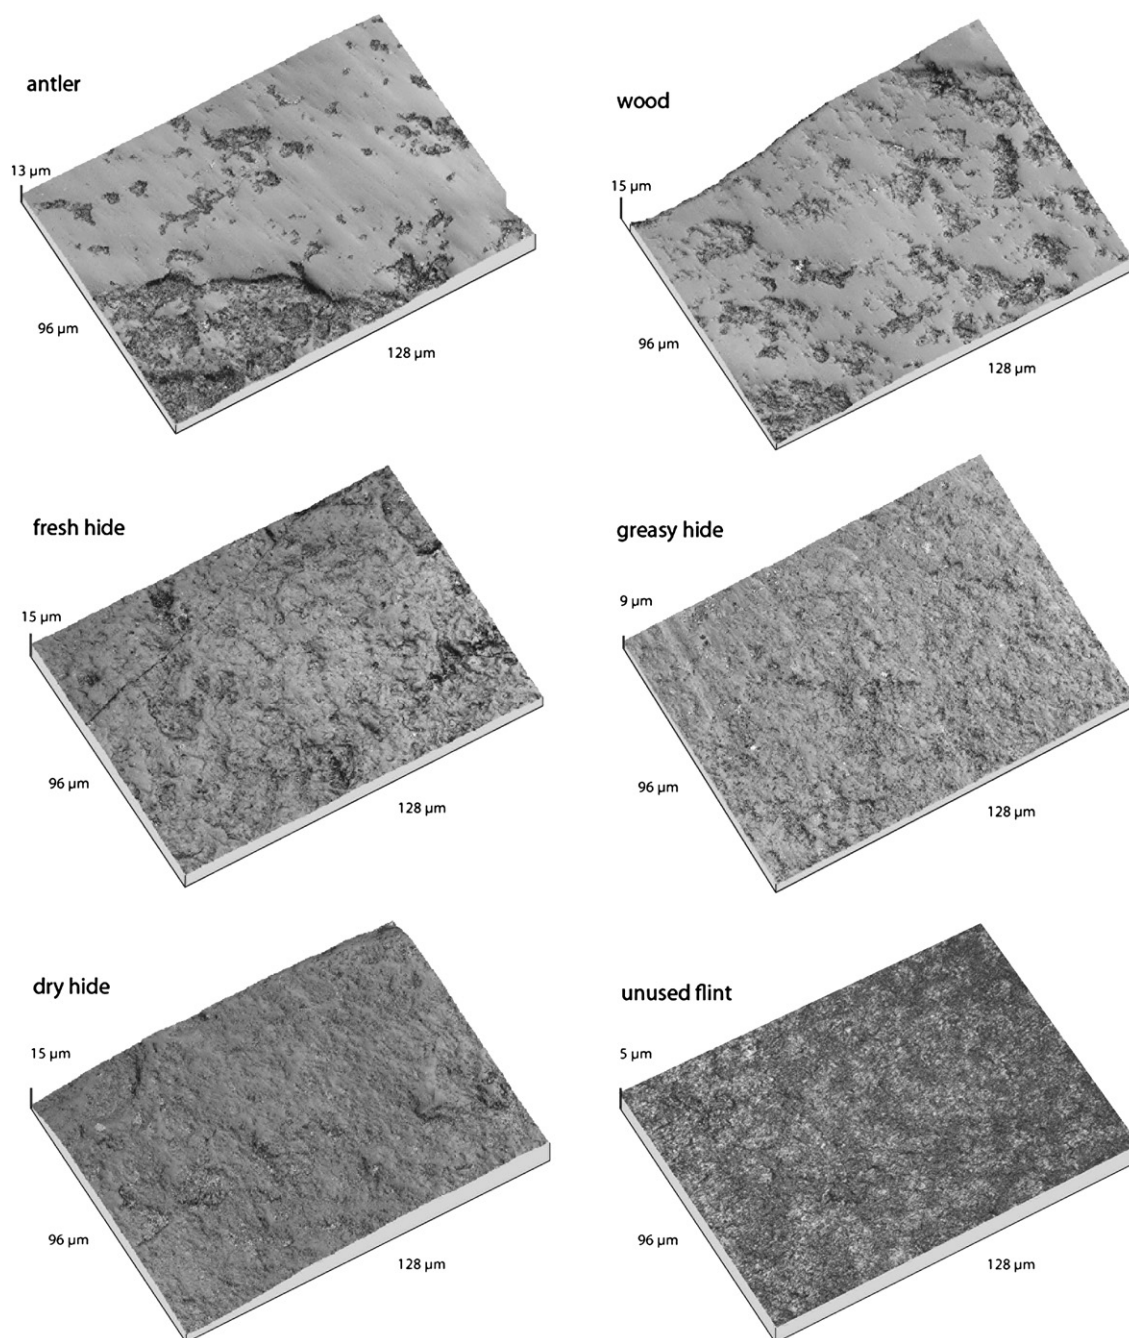 antler
13 µm
96 µm
128 µm
wood
15 µm
96 µm
128 µm
fresh hide
15 µm
96 µm
128 µm
greasy hide
9 µm
96 µm
128 µm
dry hide
15 µm
96 µm
128 µm
unused flint
5 µm
96 µm
128 µm